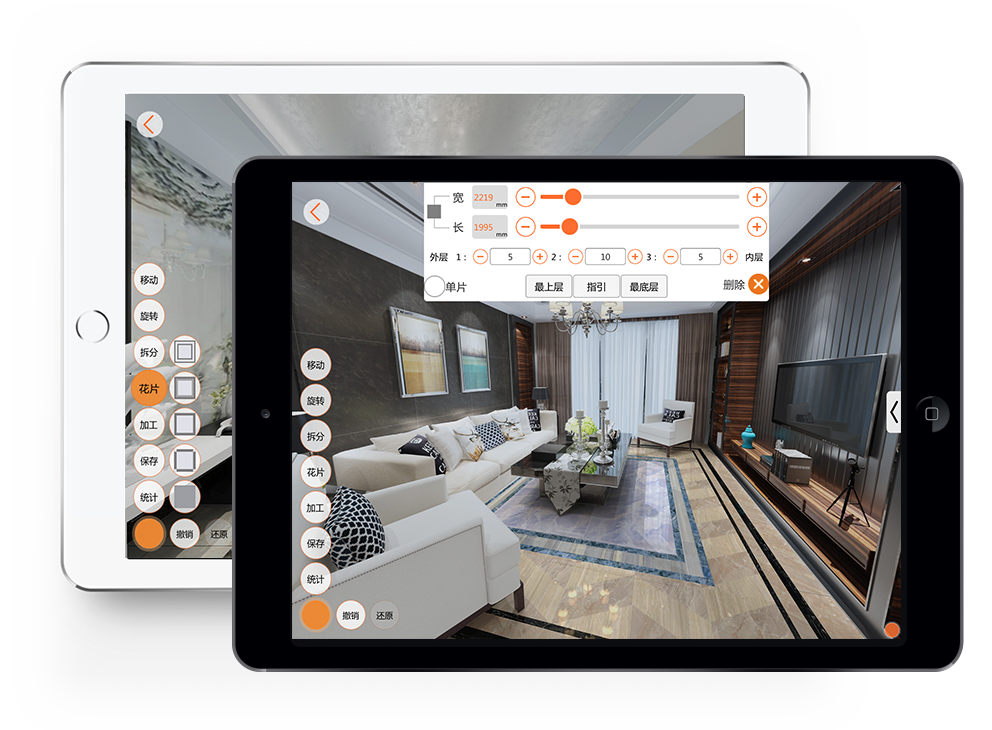 移动
旋转
拆分
花片
加工
保存
统计
撤销 还原
宽 2219 mm
长 1995 mm
外层 1： 5 2： 10 3： 5 内层
单片 最上层 指引 最底层 删除
移动
旋转
拆分
花片
加工
保存
统计
撤销 还原